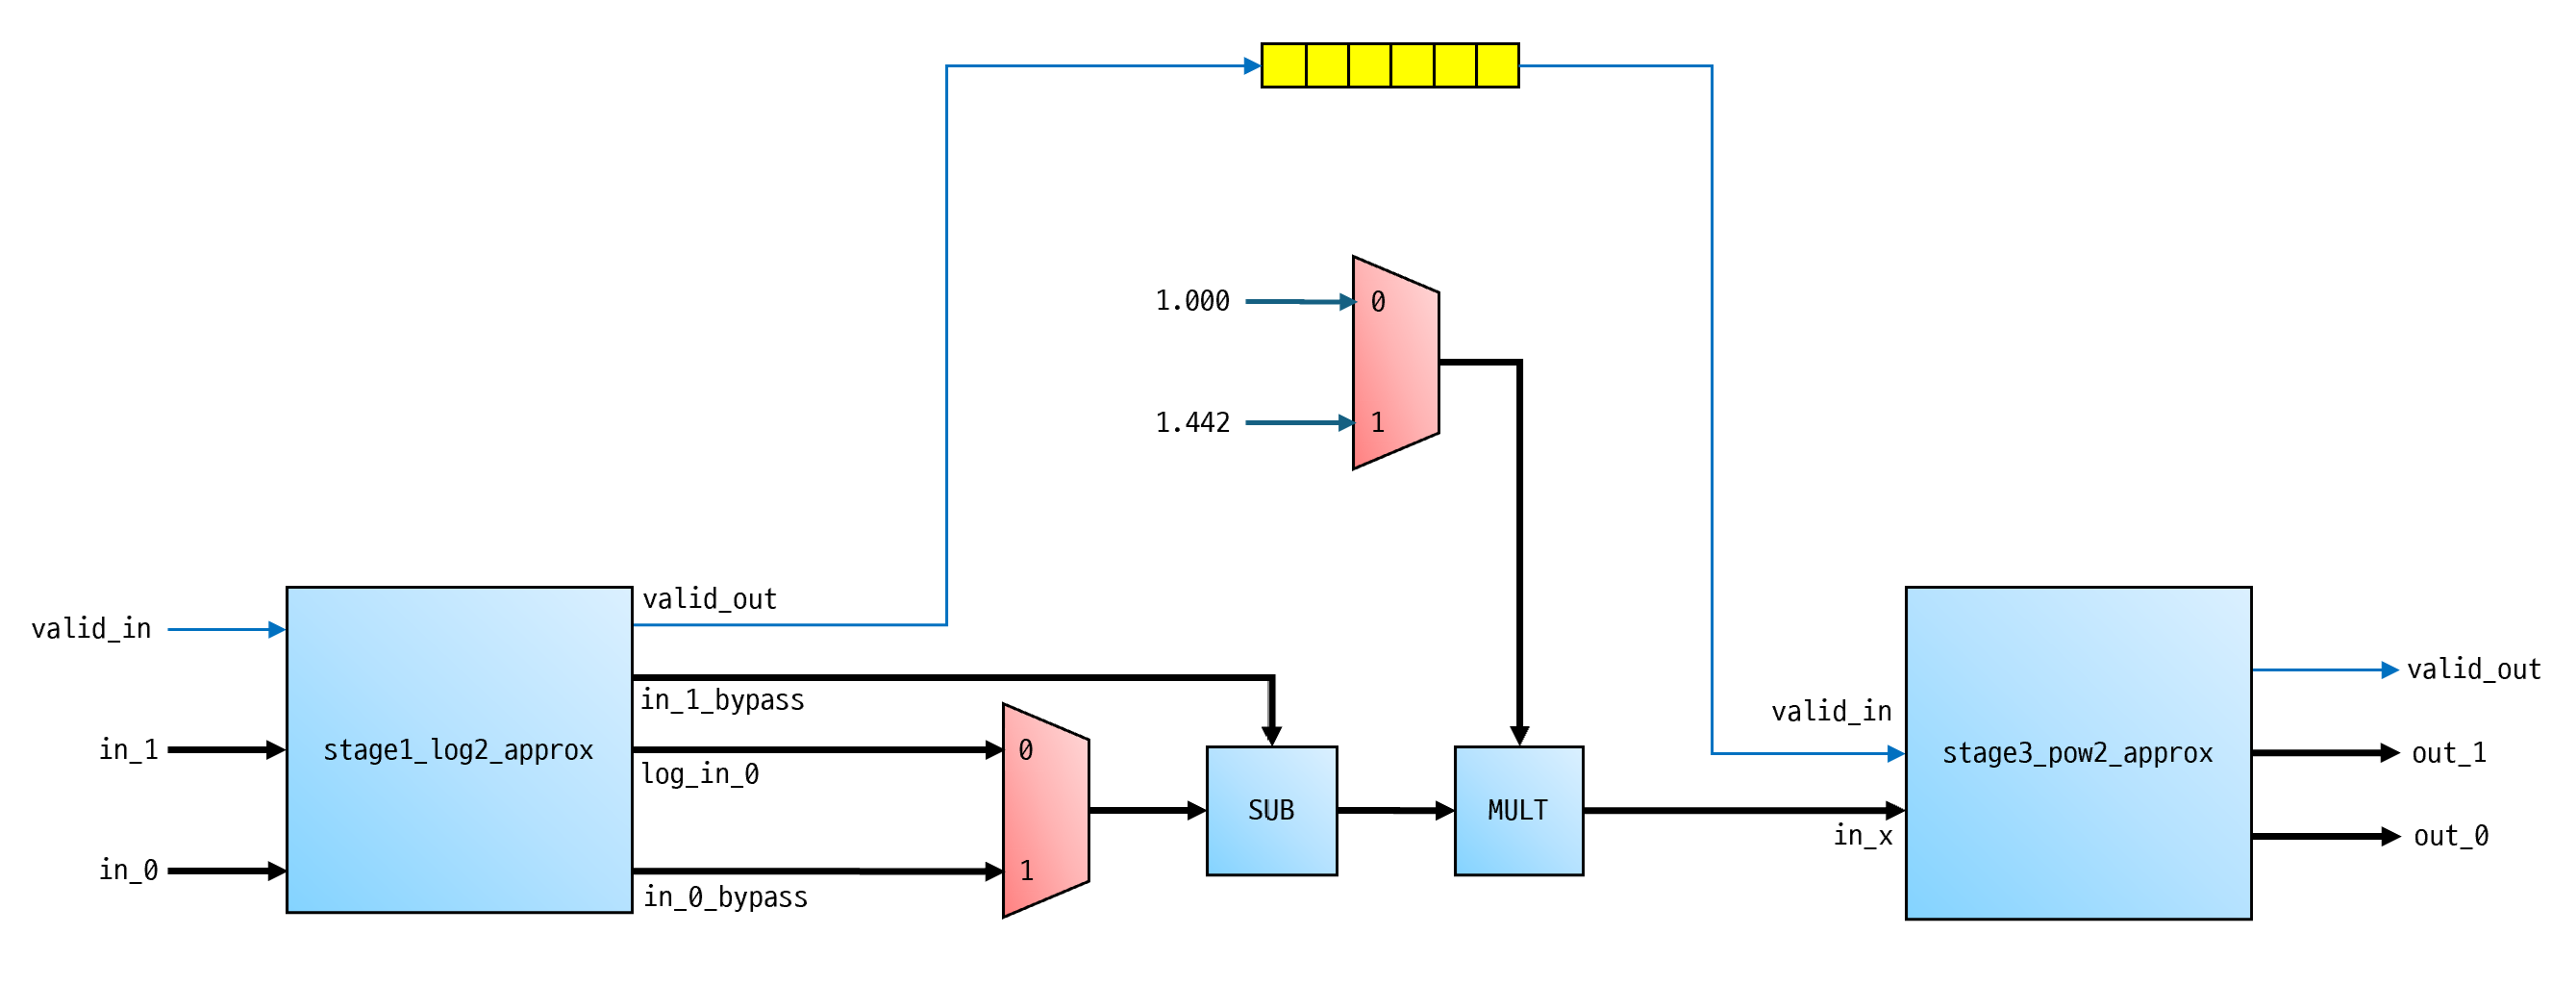 1.000
0
1.442
1
valid_in
in_1
in_0
stage1_log2_approx
valid_out
in_1_bypass
log_in_0
in_0_bypass
0
1
SUB
MULT
valid_in
in_x
stage3_pow2_approx
valid_out
out_1
out_0